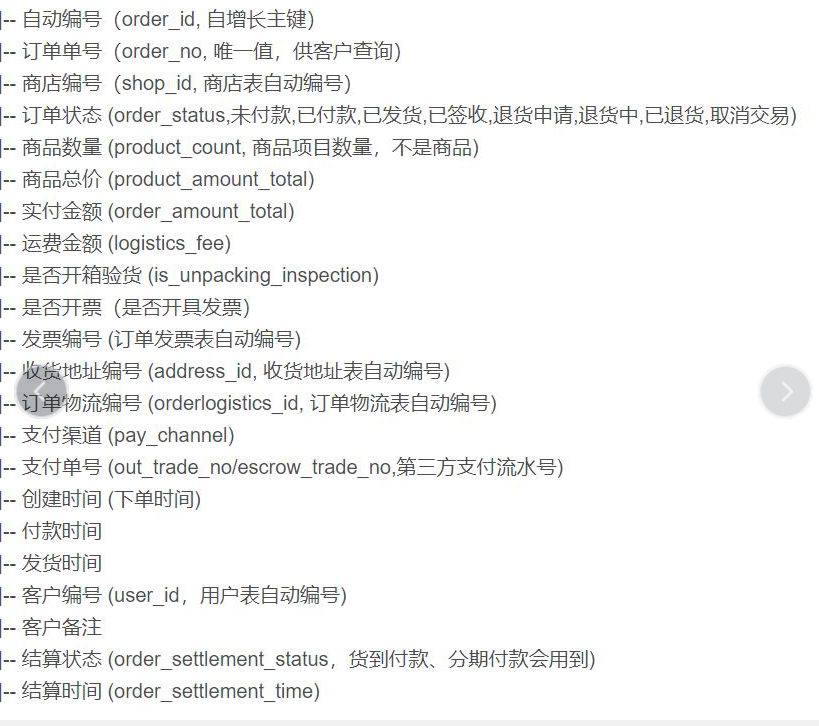 |-- 自动编号（order_id, 自增长主键）
|-- 订单单号（order_no, 唯一值，供客户查询）
|-- 商店编号（shop_id, 商店表自动编号）
|-- 订单状态 (order_status,未付款,已付款,已发货,已签收,退货申请,退货中,已退货,取消交易)
|-- 商品数量 (product_count, 商品项目数量，不是商品)
|-- 商品总价 (product_amount_total)
|-- 实付金额 (order_amount_total)
|-- 运费金额 (logistics_fee)
|-- 是否开箱验货 (is_unpacking_inspection)
|-- 是否开票（是否开具发票）
|-- 发票编号 (订单发票表自动编号)
|-- 收货地址编号 (address_id, 收货地址表自动编号)
|-- 订单物流编号 (orderlogistics_id, 订单物流表自动编号)
|-- 支付渠道 (pay_channel)
|-- 支付单号 (out_trade_no/escrow_trade_no,第三方支付流水号)
|-- 创建时间 (下单时间)
|-- 付款时间
|-- 发货时间
|-- 客户编号 (user_id，用户表自动编号)
|-- 客户备注
|-- 结算状态 (order_settlement_status，货到付款、分期付款会用到)
|-- 结算时间 (order_settlement_time)